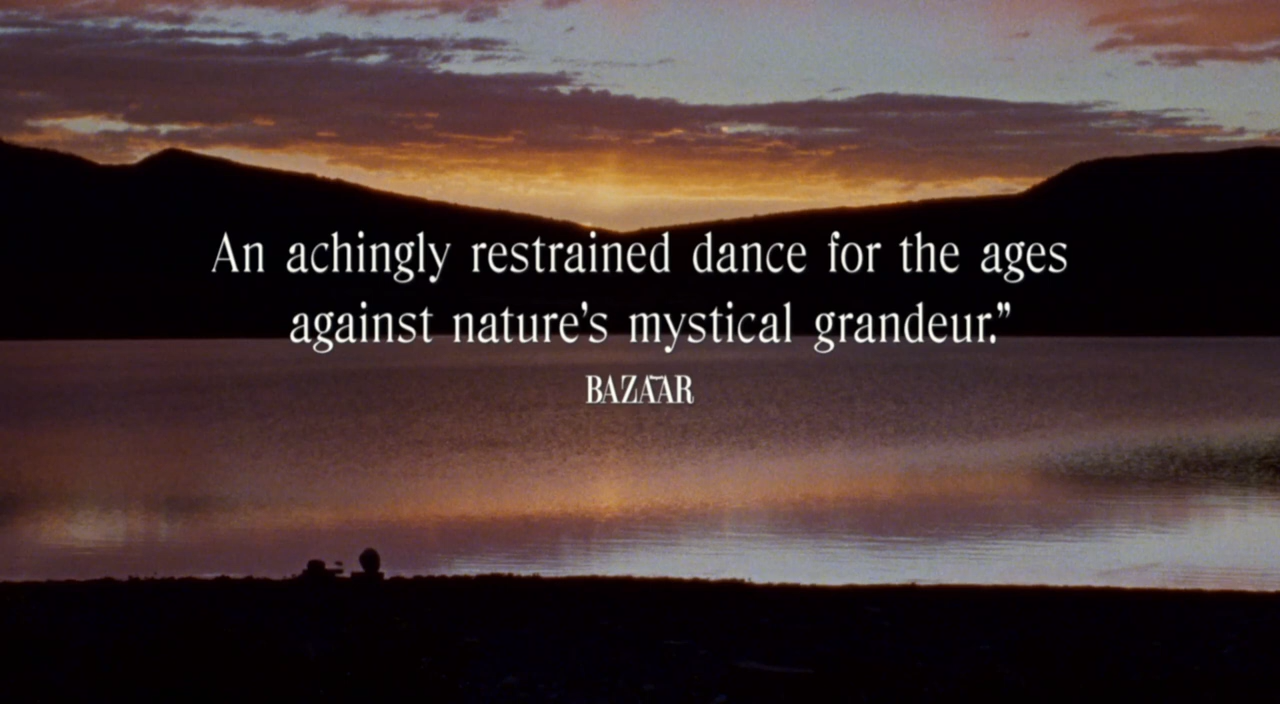 An achingly restrained dance for the ages
against nature's mystical grandeur.”
BAZAAR